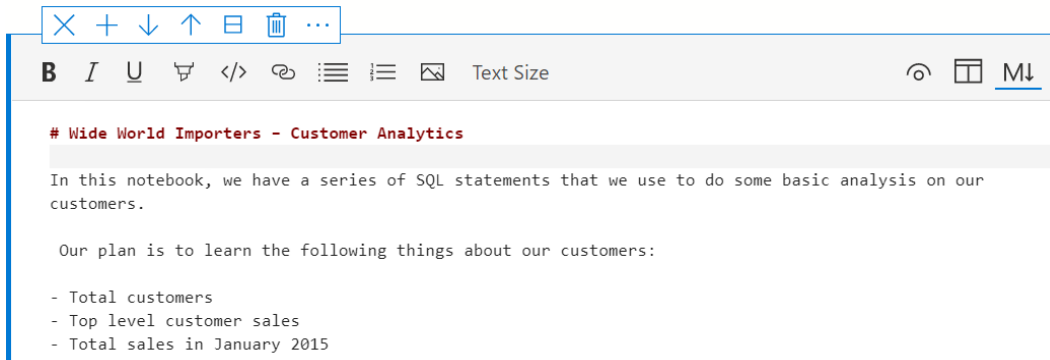 B I U </> Text Size M↓
# Wide World Importers – Customer Analytics
In this notebook, we have a series of SQL statements that we use to do some basic analysis on our
customers.
Our plan is to learn the following things about our customers:
- Total customers
- Top level customer sales
- Total sales in January 2015